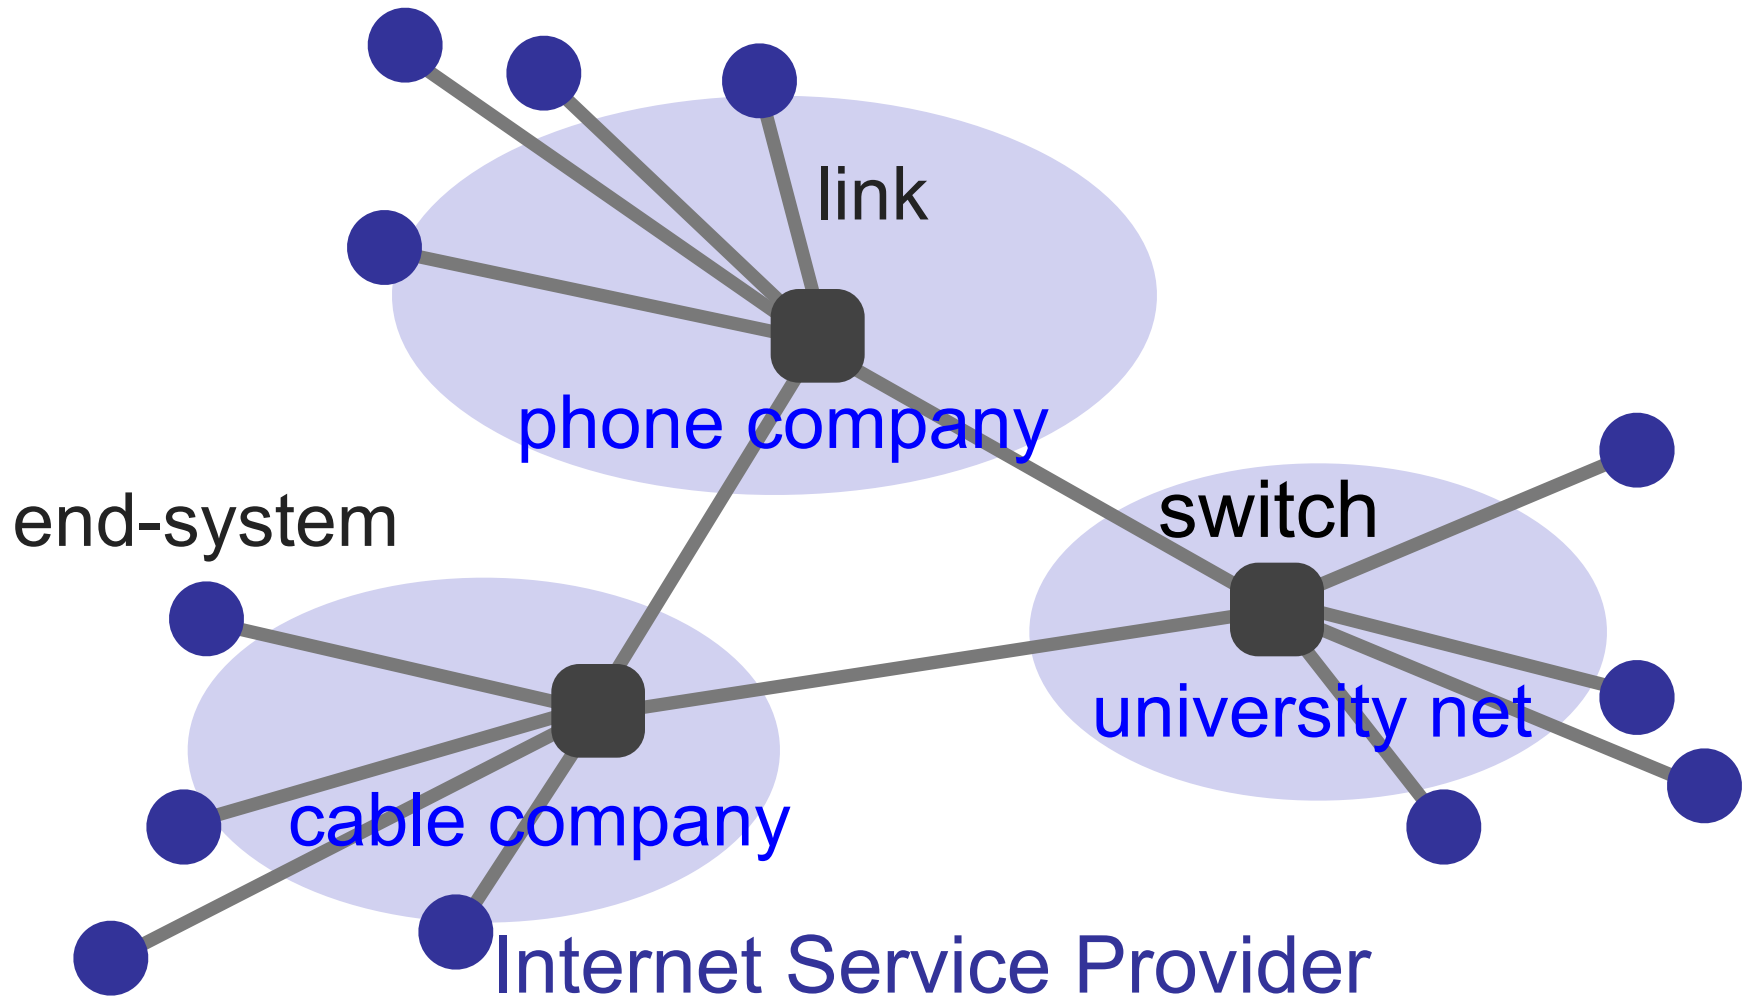 link
phone company
end-system
switch
university net
cable company
Internet Service Provider